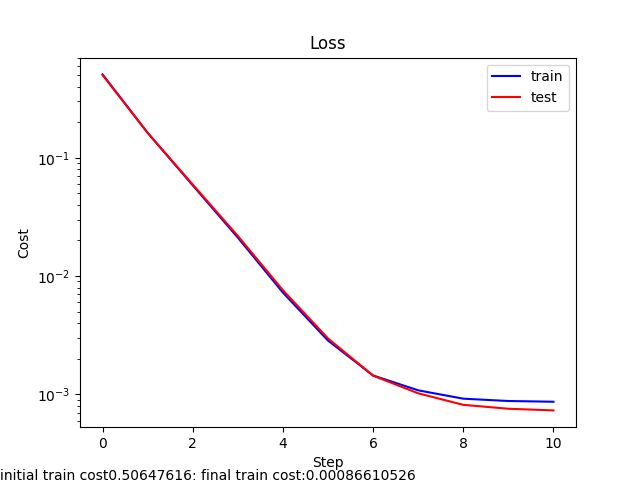 Loss
train
test
10⁻¹
10⁻²
10⁻³
Cost
0 2 4 6 8 10
Step
initial train cost0.50647616; final train cost:0.00086610526